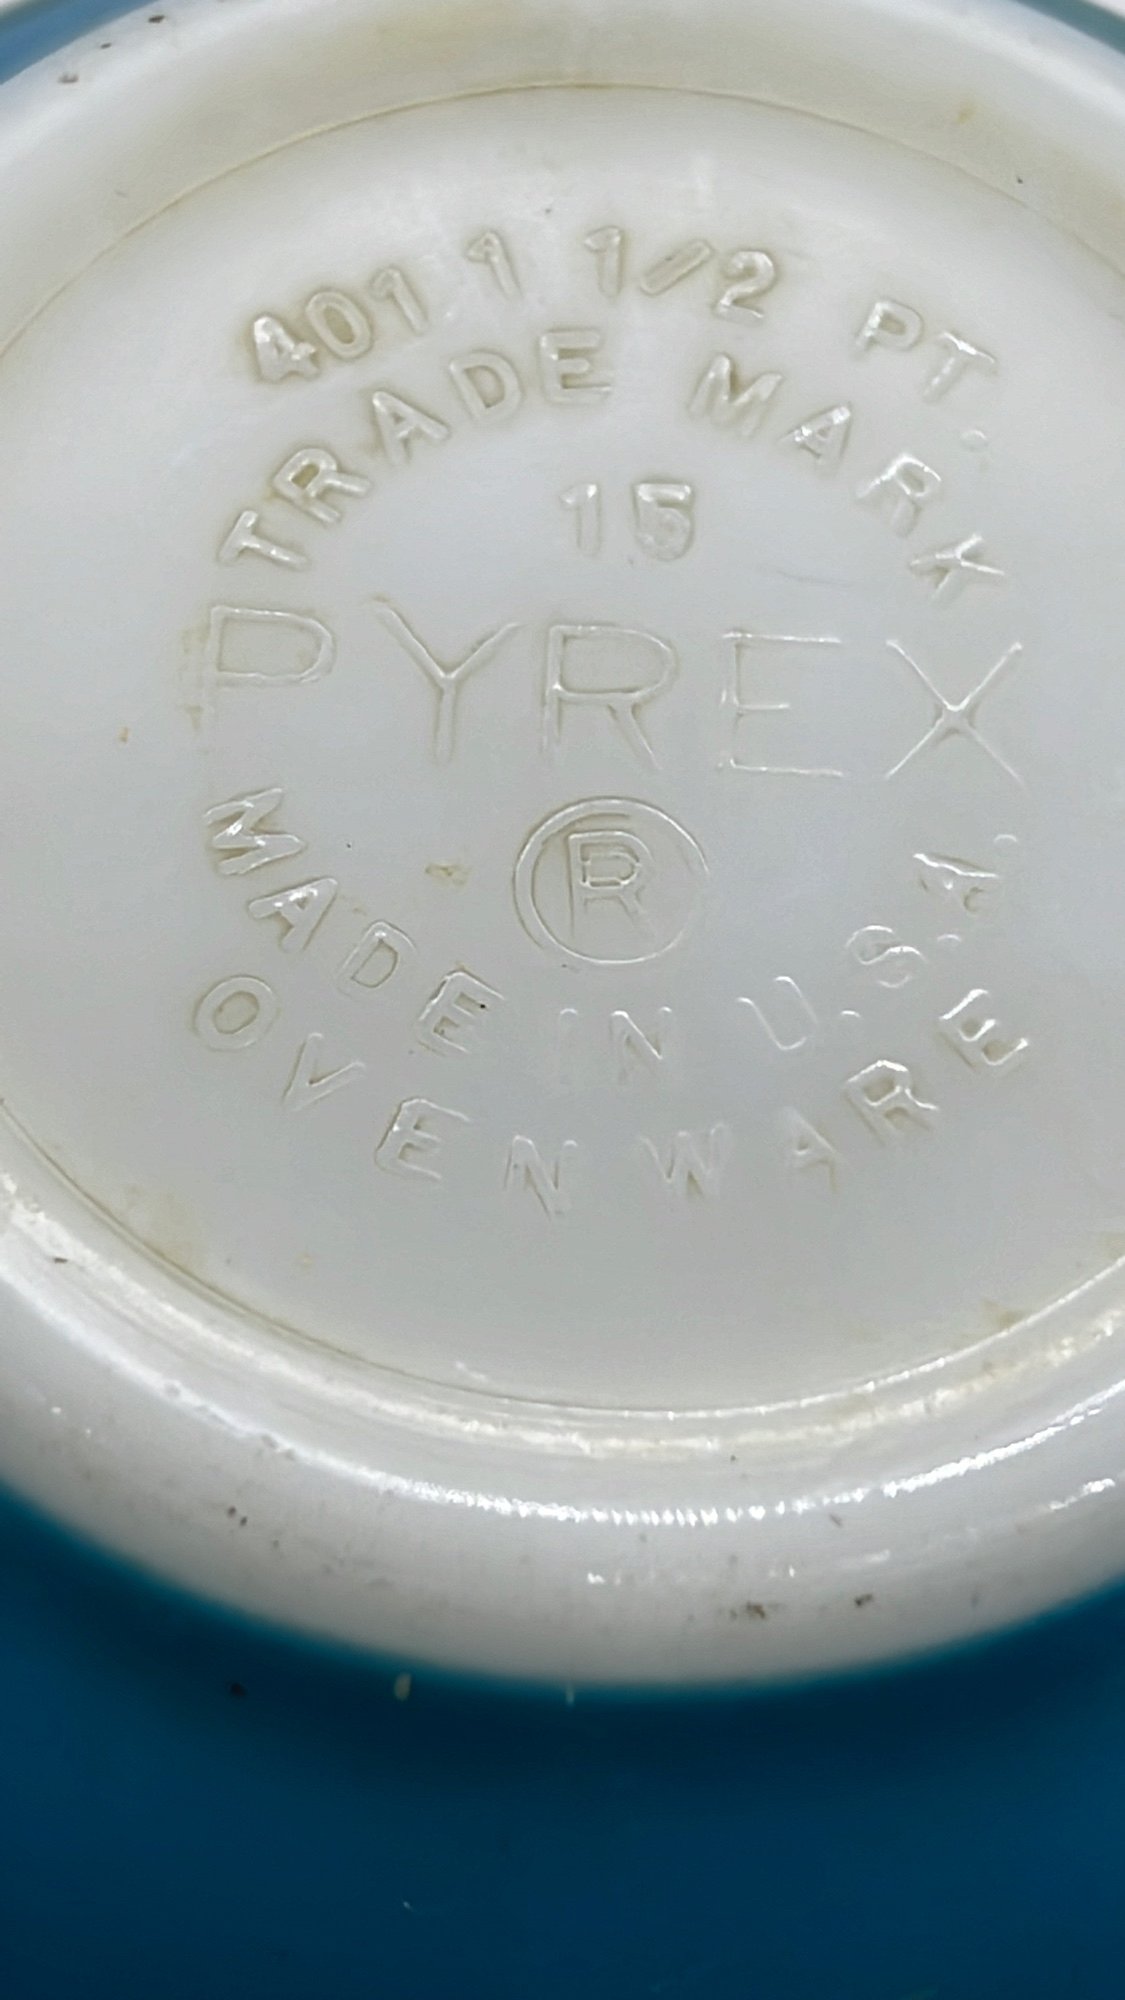 401 1 1/2 PT.
TRADE MARK
15
PYREX
®
MADE IN U.S.A.
OVENWARE